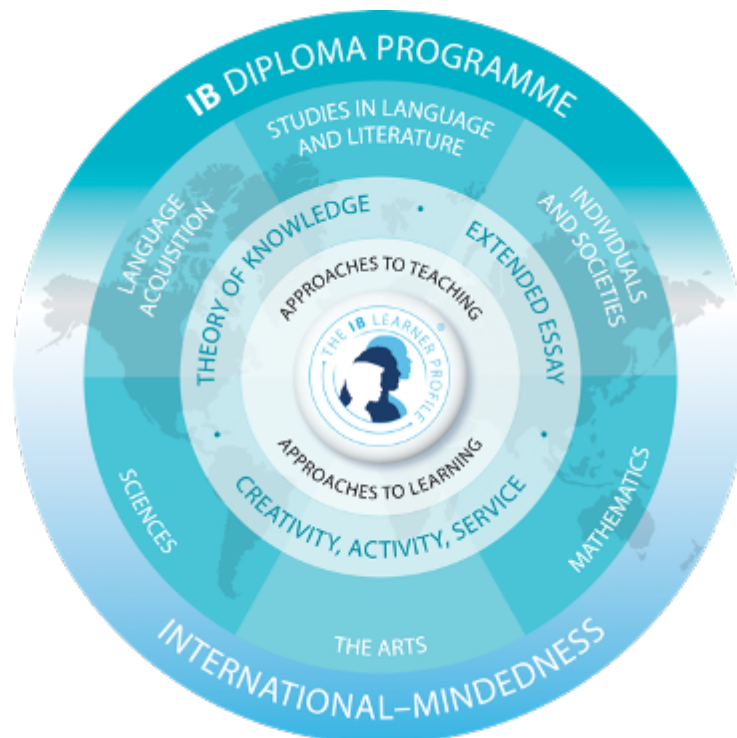 IB DIPLOMA PROGRAMME
STUDIES IN LANGUAGE
AND LITERATURE
LANGUAGE
ACQUISITION
INDIVIDUALS
AND SOCIETIES
THEORY OF KNOWLEDGE
EXTENDED ESSAY
APPROACHES TO TEACHING
THE IB LEARNER PROFILE®
APPROACHES TO LEARNING
CREATIVITY, ACTIVITY, SERVICE
SCIENCES
MATHEMATICS
THE ARTS
INTERNATIONAL–MINDEDNESS